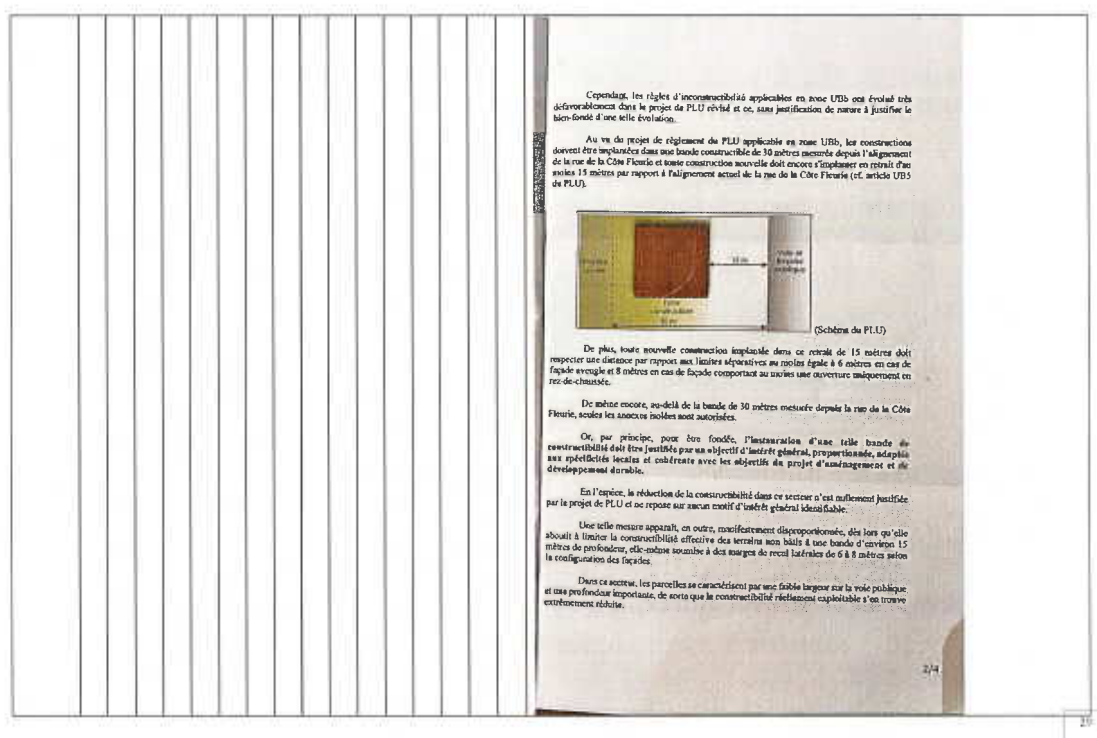 Cependant, les règles d'inconstructibilité applicables en zone UBb ont évolué très
défavorablement dans le projet de PLU révisé et ce, sans justification de nature à justifier le
bien-fondé d'une telle évolution.
Au vu du projet de règlement du PLU applicable en zone UBb, les constructions
doivent être implantées dans une bande constructible de 30 mètres mesurée depuis l'alignement
de la rue de la Côte Fleurie et toute construction nouvelle doit encore s'implanter en retrait d'au
moins 15 mètres par rapport à l'alignement actuel de la rue de la Côte Fleurie (cf. article UB5
du PLU).
(Schéma du PLU)
De plus, toute nouvelle construction implantée dans ce retrait de 15 mètres doit
respecter une distance par rapport aux limites séparatives au moins égale à 6 mètres en cas de
façade aveugle et 8 mètres en cas de façade comportant au moins une ouverture uniquement en
rez-de-chaussée.
De même encore, au-delà de la bande de 30 mètres mesurée depuis la rue de la Côte
Fleurie, seules les annexes isolées sont autorisées.
Or, par principe, pour être fondée, l'instauration d'une telle bande de
constructibilité doit être justifiée par un objectif d'intérêt général, proportionnée, adaptée
aux spécificités locales et cohérente avec les objectifs du projet d'aménagement et de
développement durable.
En l'espèce, la réduction de la constructibilité dans ce secteur n'est nullement justifiée
par le projet de PLU et ne repose sur aucun motif d'intérêt général identifiable.
Une telle mesure apparaît, en outre, manifestement disproportionnée, dès lors qu'elle
aboutit à limiter la constructibilité effective des terrains non bâtis à une bande d'environ 15
mètres de profondeur, elle-même soumise à des marges de recul latérales de 6 à 8 mètres selon
la configuration des façades.
Dans ce secteur, les parcelles se caractérisent par une faible largeur sur la voie publique
et une profondeur importante, de sorte que la constructibilité réellement exploitable s'en trouve
extrêmement réduite.
2/4